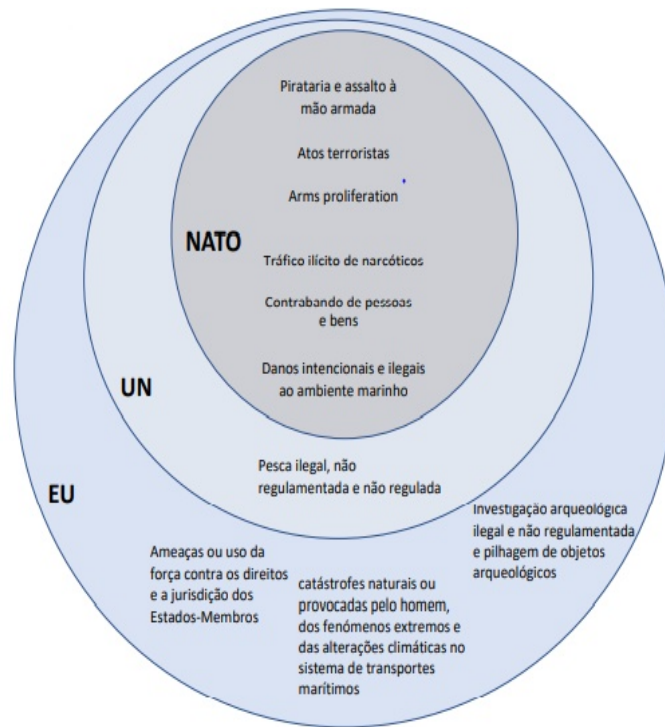 Pirataria e assalto à
mão armada
Atos terroristas
Arms proliferation
NATO
Tráfico ilícito de narcóticos
Contrabando de pessoas
e bens
Danos intencionais e ilegais
ao ambiente marinho
UN
Pesca ilegal, não
regulamentada e não regulada
EU
Investigação arqueológica
ilegal e não regulamentada
e pilhagem de objetos
arqueológicos
Ameaças ou uso da
força contra os direitos
e a jurisdição dos
Estados-Membros
catástrofes naturais ou
provocadas pelo homem,
dos fenómenos extremos e
das alterações climáticas no
sistema de transportes
marítimos